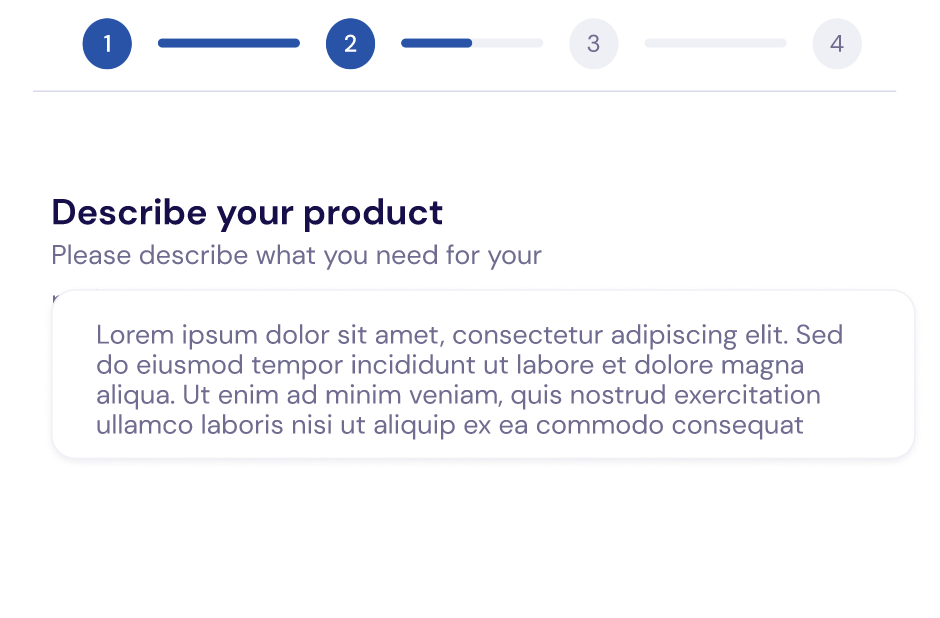 1 2 3 4
Describe your product
Please describe what you need for your
Lorem ipsum dolor sit amet, consectetur adipiscing elit. Sed
do eiusmod tempor incididunt ut labore et dolore magna
aliqua. Ut enim ad minim veniam, quis nostrud exercitation
ullamco laboris nisi ut aliquip ex ea commodo consequat